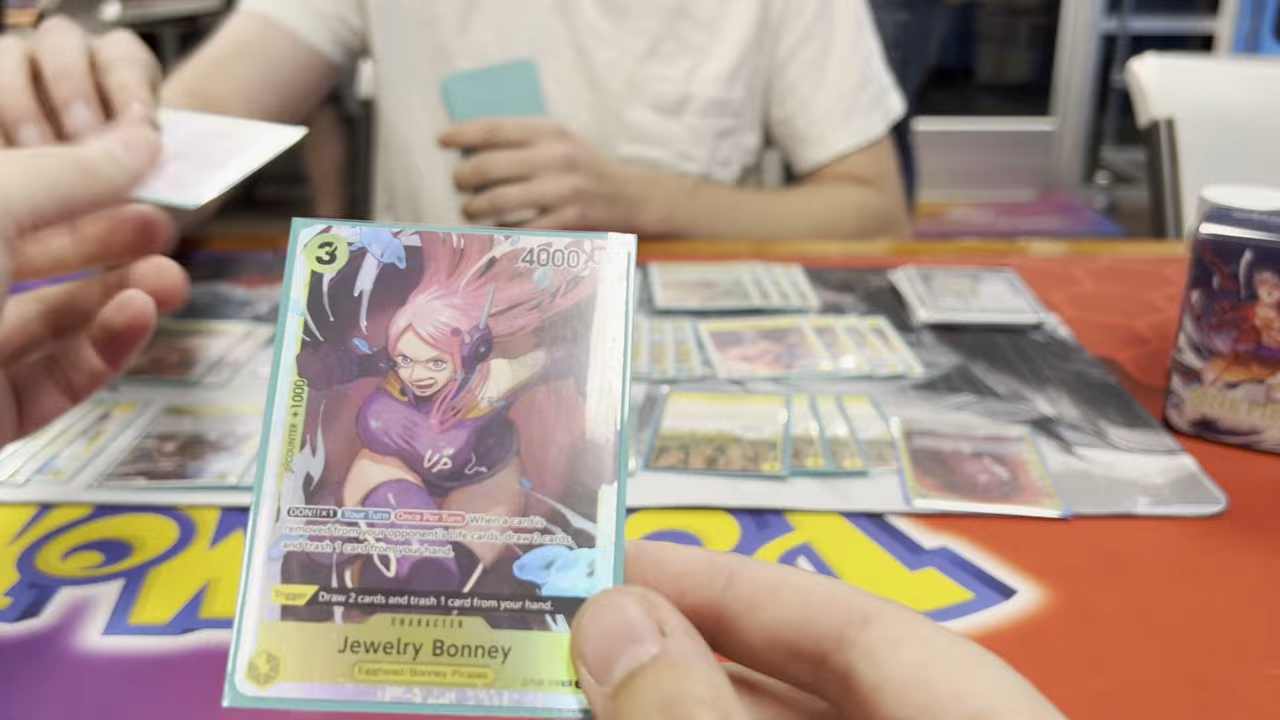 3
4000
COUNTER +1000
UP
DON!!×1 Your Turn Once Per Turn When a card is
removed from your opponent's Life cards, draw 2 cards
and trash 1 card from your hand.
Trigger Draw 2 cards and trash 1 card from your hand.
CHARACTER
Jewelry Bonney
Egghead/Bonney Pirates